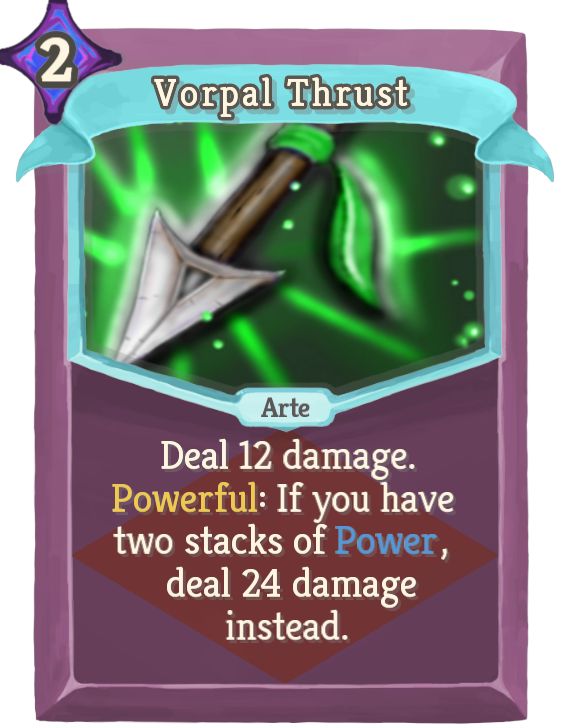 2
Vorpal Thrust
Arte
Deal 12 damage.
Powerful: If you have
two stacks of Power,
deal 24 damage
instead.